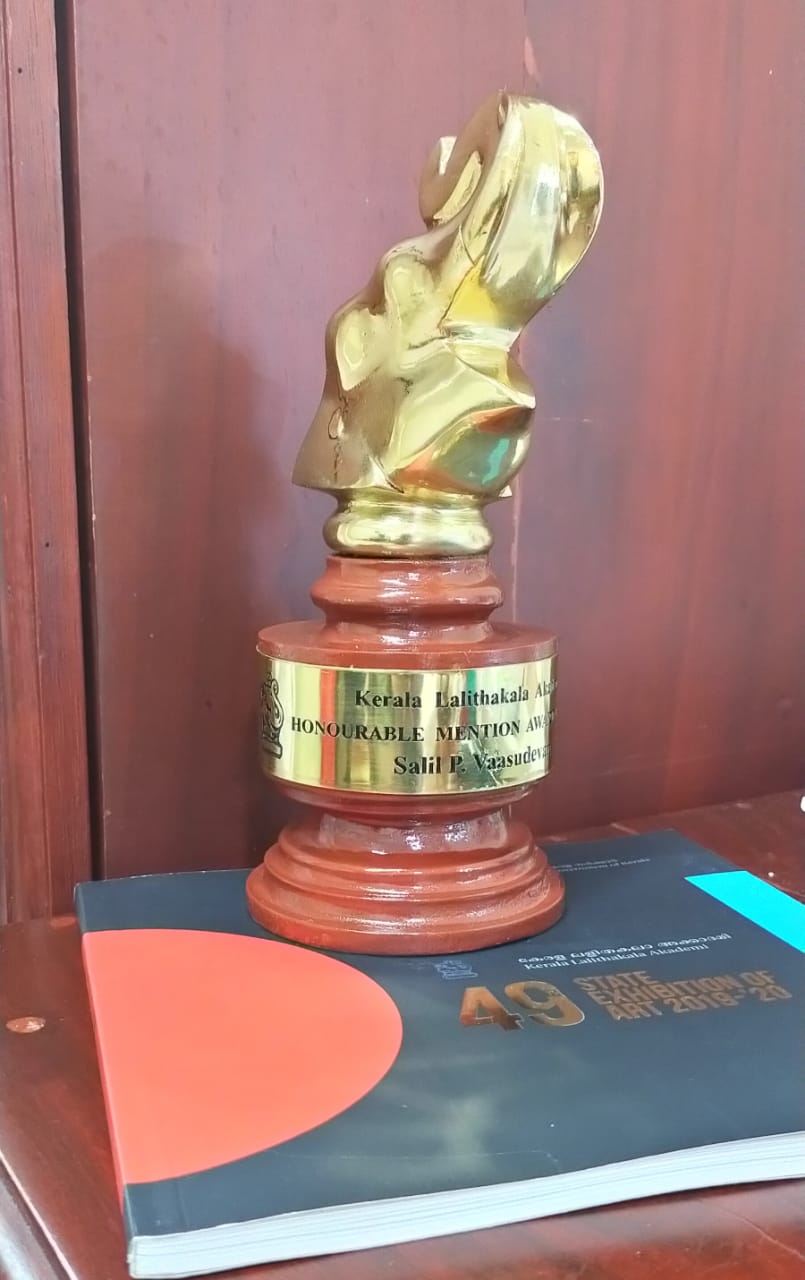 Kerala Lalithakala
HONOURABLE MENTION
Salil P. Vaasudeva
കേരള ലളിതകലാ അക്കാദമി
Kerala Lalithakala Akademi
49 STATE
EXHIBITION OF
ART 2019-'20